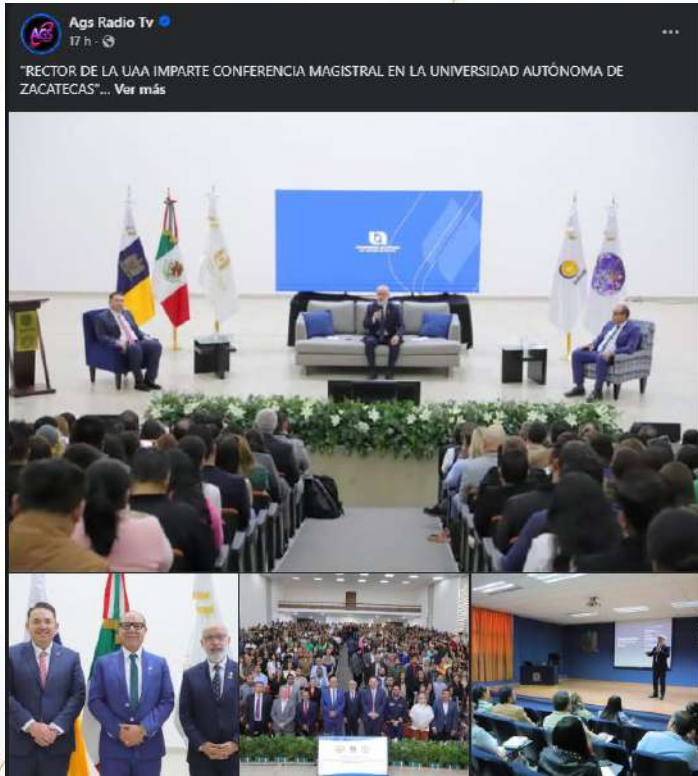 Ags Radio Tv
17 h
"RECTOR DE LA UAA IMPARTE CONFERENCIA MAGISTRAL EN LA UNIVERSIDAD AUTÓNOMA DE
ZACATECAS"... Ver más
AGS